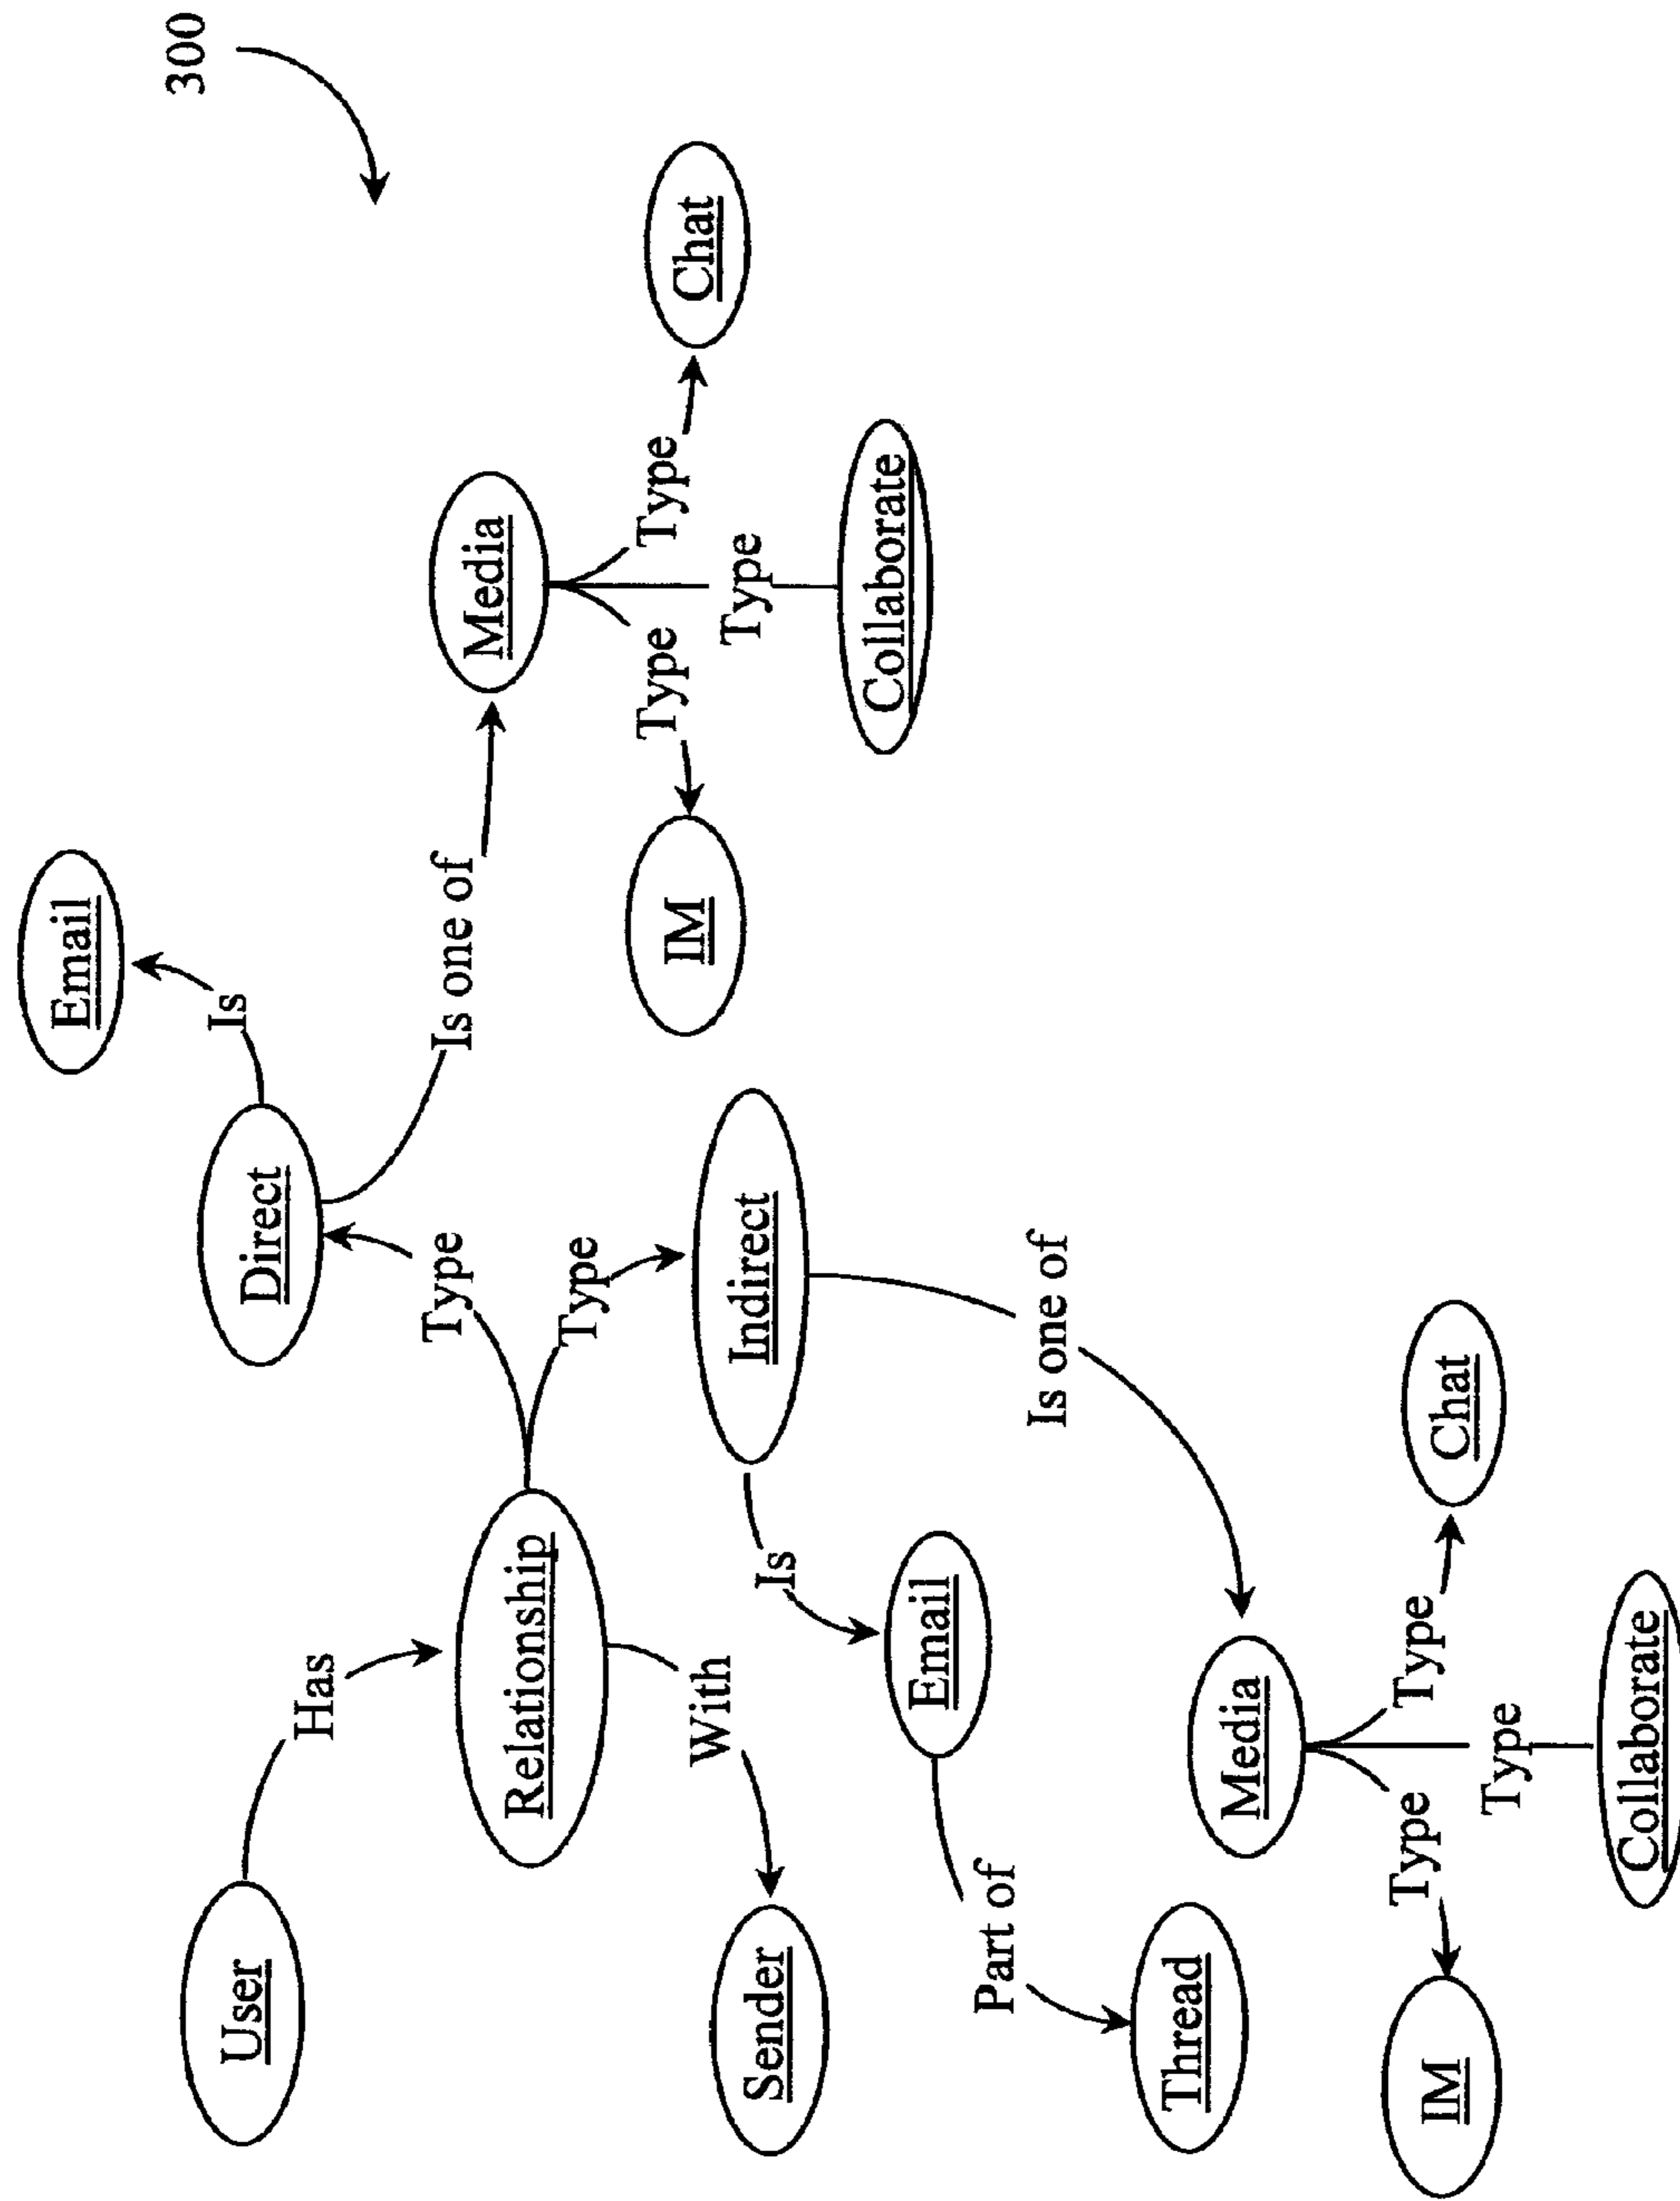 300
User
Has
Relationship
With
Sender
Type
Direct
Is
Email
Is one of
Media
Type
IM
Type
Collaborate
Type
Chat
Type
Indirect
Is
Email
Part of
Thread
Is one of
Media
Type
IM
Type
Collaborate
Type
Chat